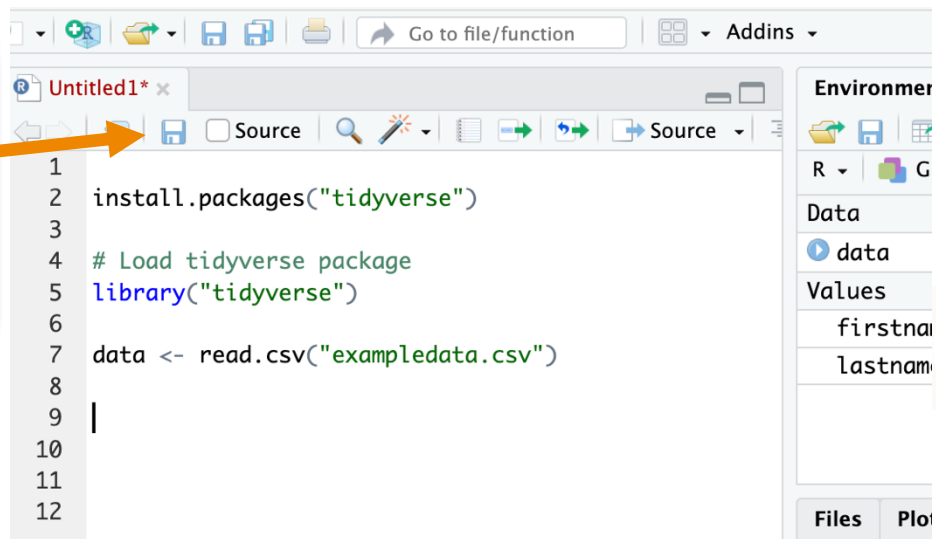 Go to file/function
Addins
Untitled1*
Source
Source
1
2 install.packages("tidyverse")
3
4 # Load tidyverse package
5 library("tidyverse")
6
7 data <- read.csv("exampledata.csv")
8
9
10
11
12
R
Data
data
Values
Files